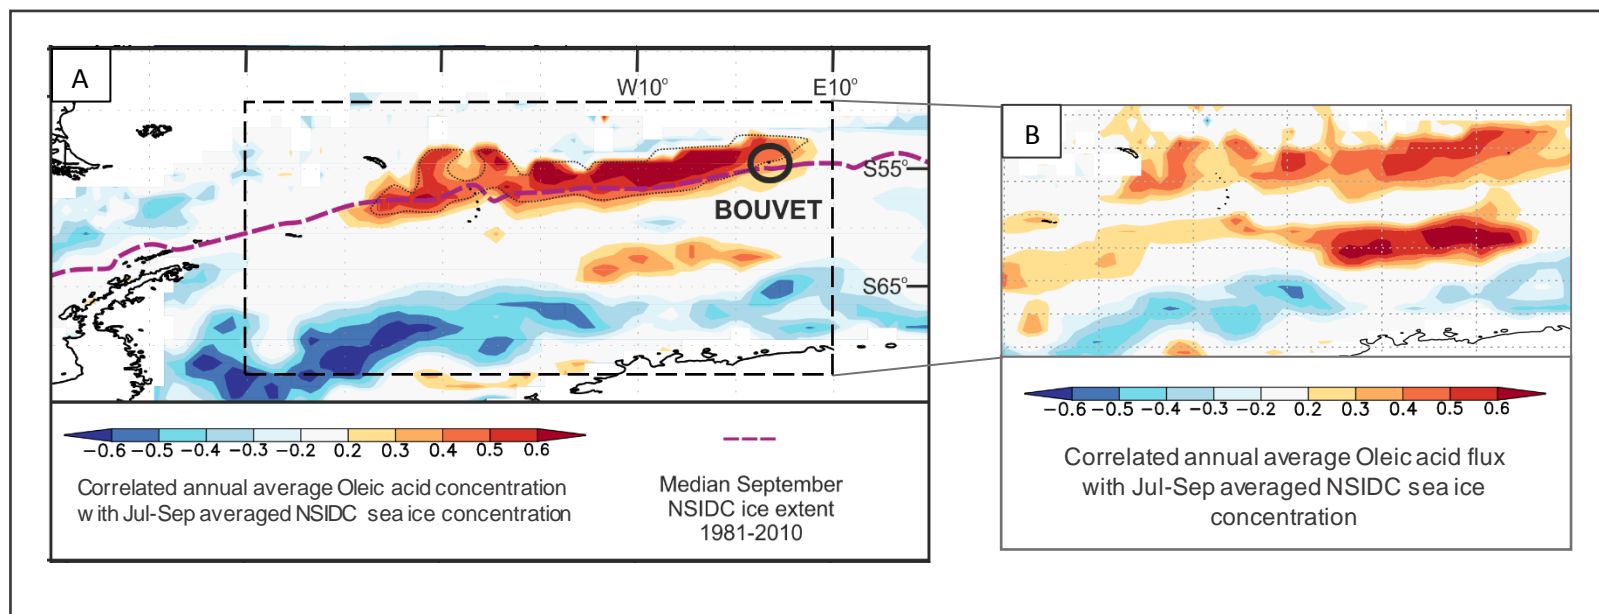 A
W10°
E10°
S55°
BOUVET
S65°
−0.6 −0.5 −0.4 −0.3 −0.2 0.2 0.3 0.4 0.5 0.6
Correlated annual average Oleic acid concentration
with Jul-Sep averaged NSIDC sea ice concentration
Median September
NSIDC ice extent
1981-2010
B
−0.6 −0.5 −0.4 −0.3 −0.2 0.2 0.3 0.4 0.5 0.6
Correlated annual average Oleic acid flux
with Jul-Sep averaged NSIDC sea ice
concentration